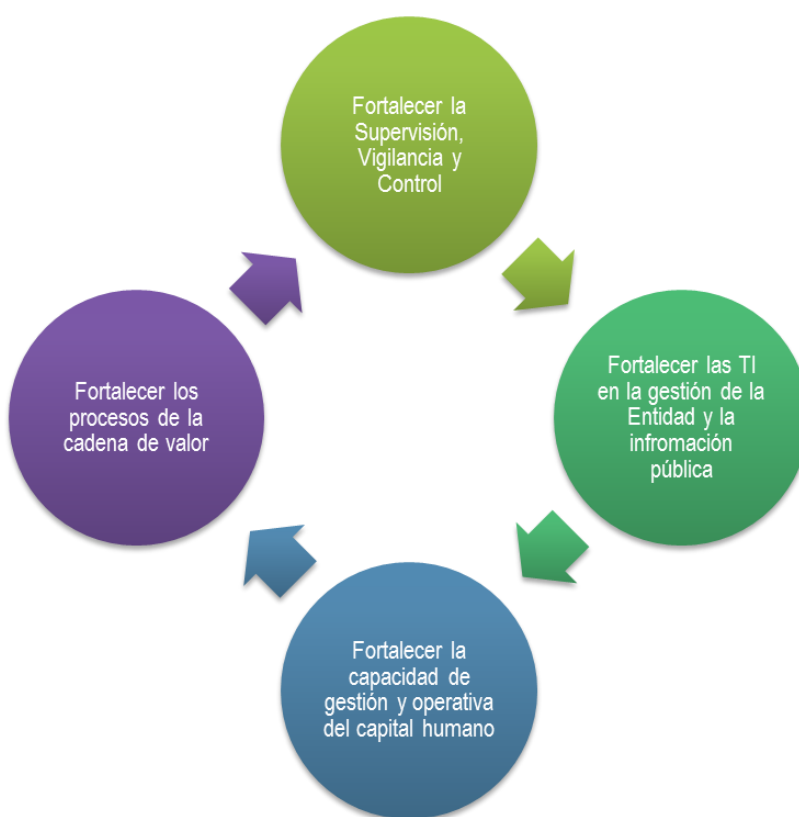 Fortalecer la
Supervisión,
Vigilancia y
Control
Fortalecer las TI
en la gestión de la
Entidad y la
infromación
pública
Fortalecer la
capacidad de
gestión y operativa
del capital humano
Fortalecer los
procesos de la
cadena de valor